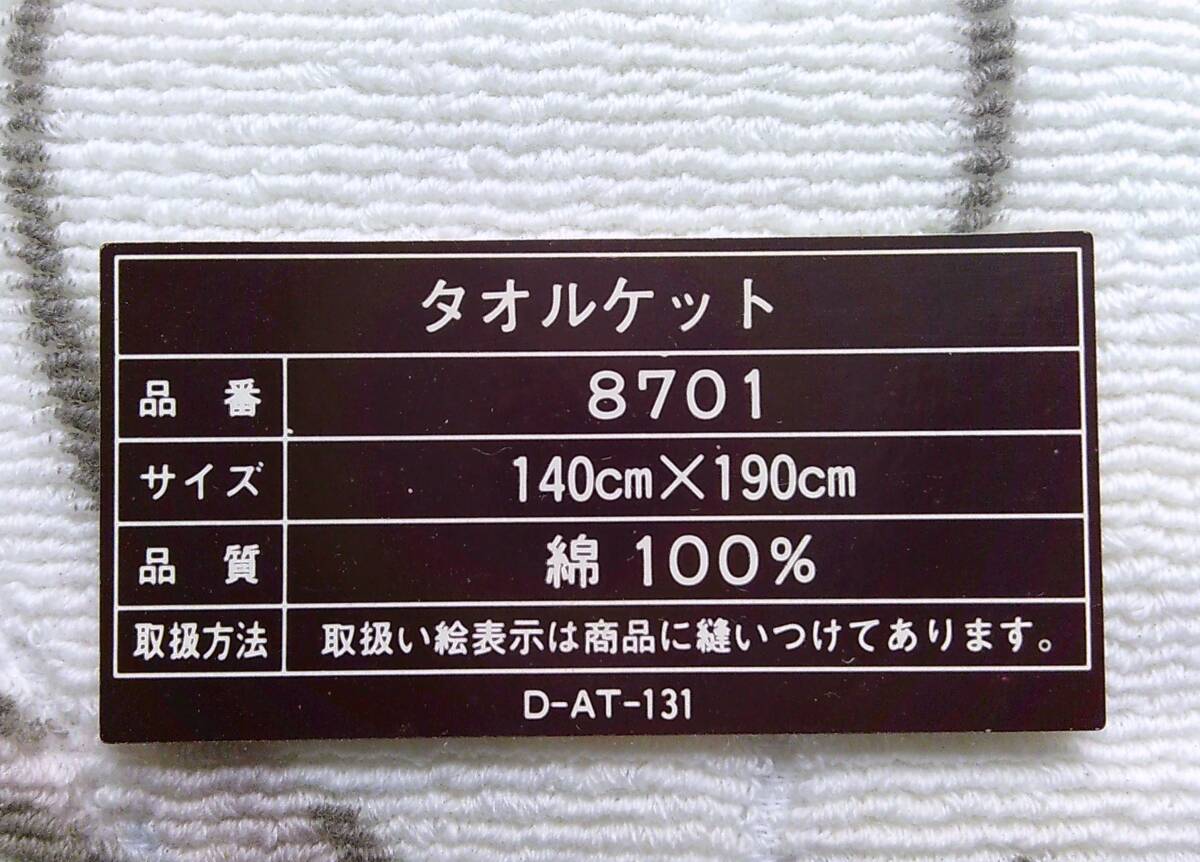 タオルケット
品番 8701
サイズ 140cm×190cm
品質 綿 100%
取扱方法 取扱い絵表示は商品に縫いつけてあります。
D-AT-131